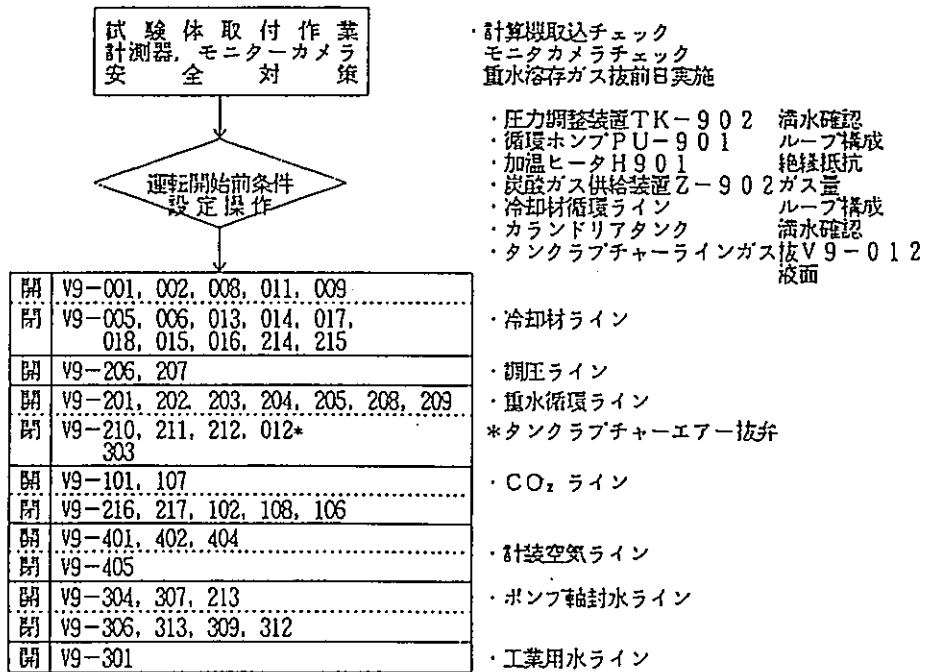 試験体取付作業
計測器，モニターカメラ
安全対策
・計算機取込チェック
モニタカメラチェック
重水溶存ガス抜前日実施
運転開始前条件
設定操作
・圧力調整装置TK-902 満水確認
・循環ポンプPU-901 ループ構成
・加温ヒータH901 絶縁抵抗
・炭酸ガス供給装置Z-902ガス量
・冷却材循環ライン ループ構成
・カランドリアタンク 満水確認
・タンクラプチャーラインガス抜V9-012
液面
開 V9-001, 002, 008, 011, 009
閉 V9-005, 006, 013, 014, 017,
018, 015, 016, 214, 215
・冷却材ライン
開 V9-206, 207 ・調圧ライン
開 V9-201, 202, 203, 204, 205, 208, 209 ・重水循環ライン
閉 V9-210, 211, 212, 012* *タンクラプチャーエアー抜弁
303
開 V9-101, 107 ・CO₂ ライン
閉 V9-216, 217, 102, 108, 106
開 V9-401, 402, 404
・計装空気ライン
閉 V9-405
開 V9-304, 307, 213 ・ポンプ軸封水ライン
閉 V9-306, 313, 309, 312
開 V9-301 ・工業用水ライン